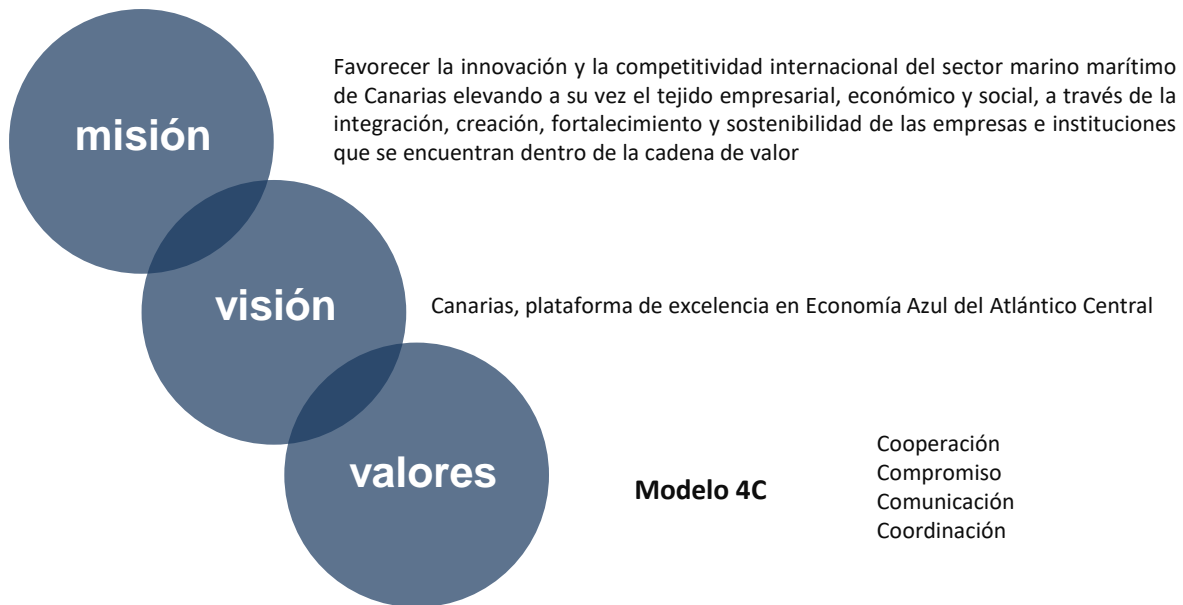 misión
Favorecer la innovación y la competitividad internacional del sector marino marítimo
de Canarias elevando a su vez el tejido empresarial, económico y social, a través de la
integración, creación, fortalecimiento y sostenibilidad de las empresas e instituciones
que se encuentran dentro de la cadena de valor
visión
Canarias, plataforma de excelencia en Economía Azul del Atlántico Central
valores
Modelo 4C
Cooperación
Compromiso
Comunicación
Coordinación